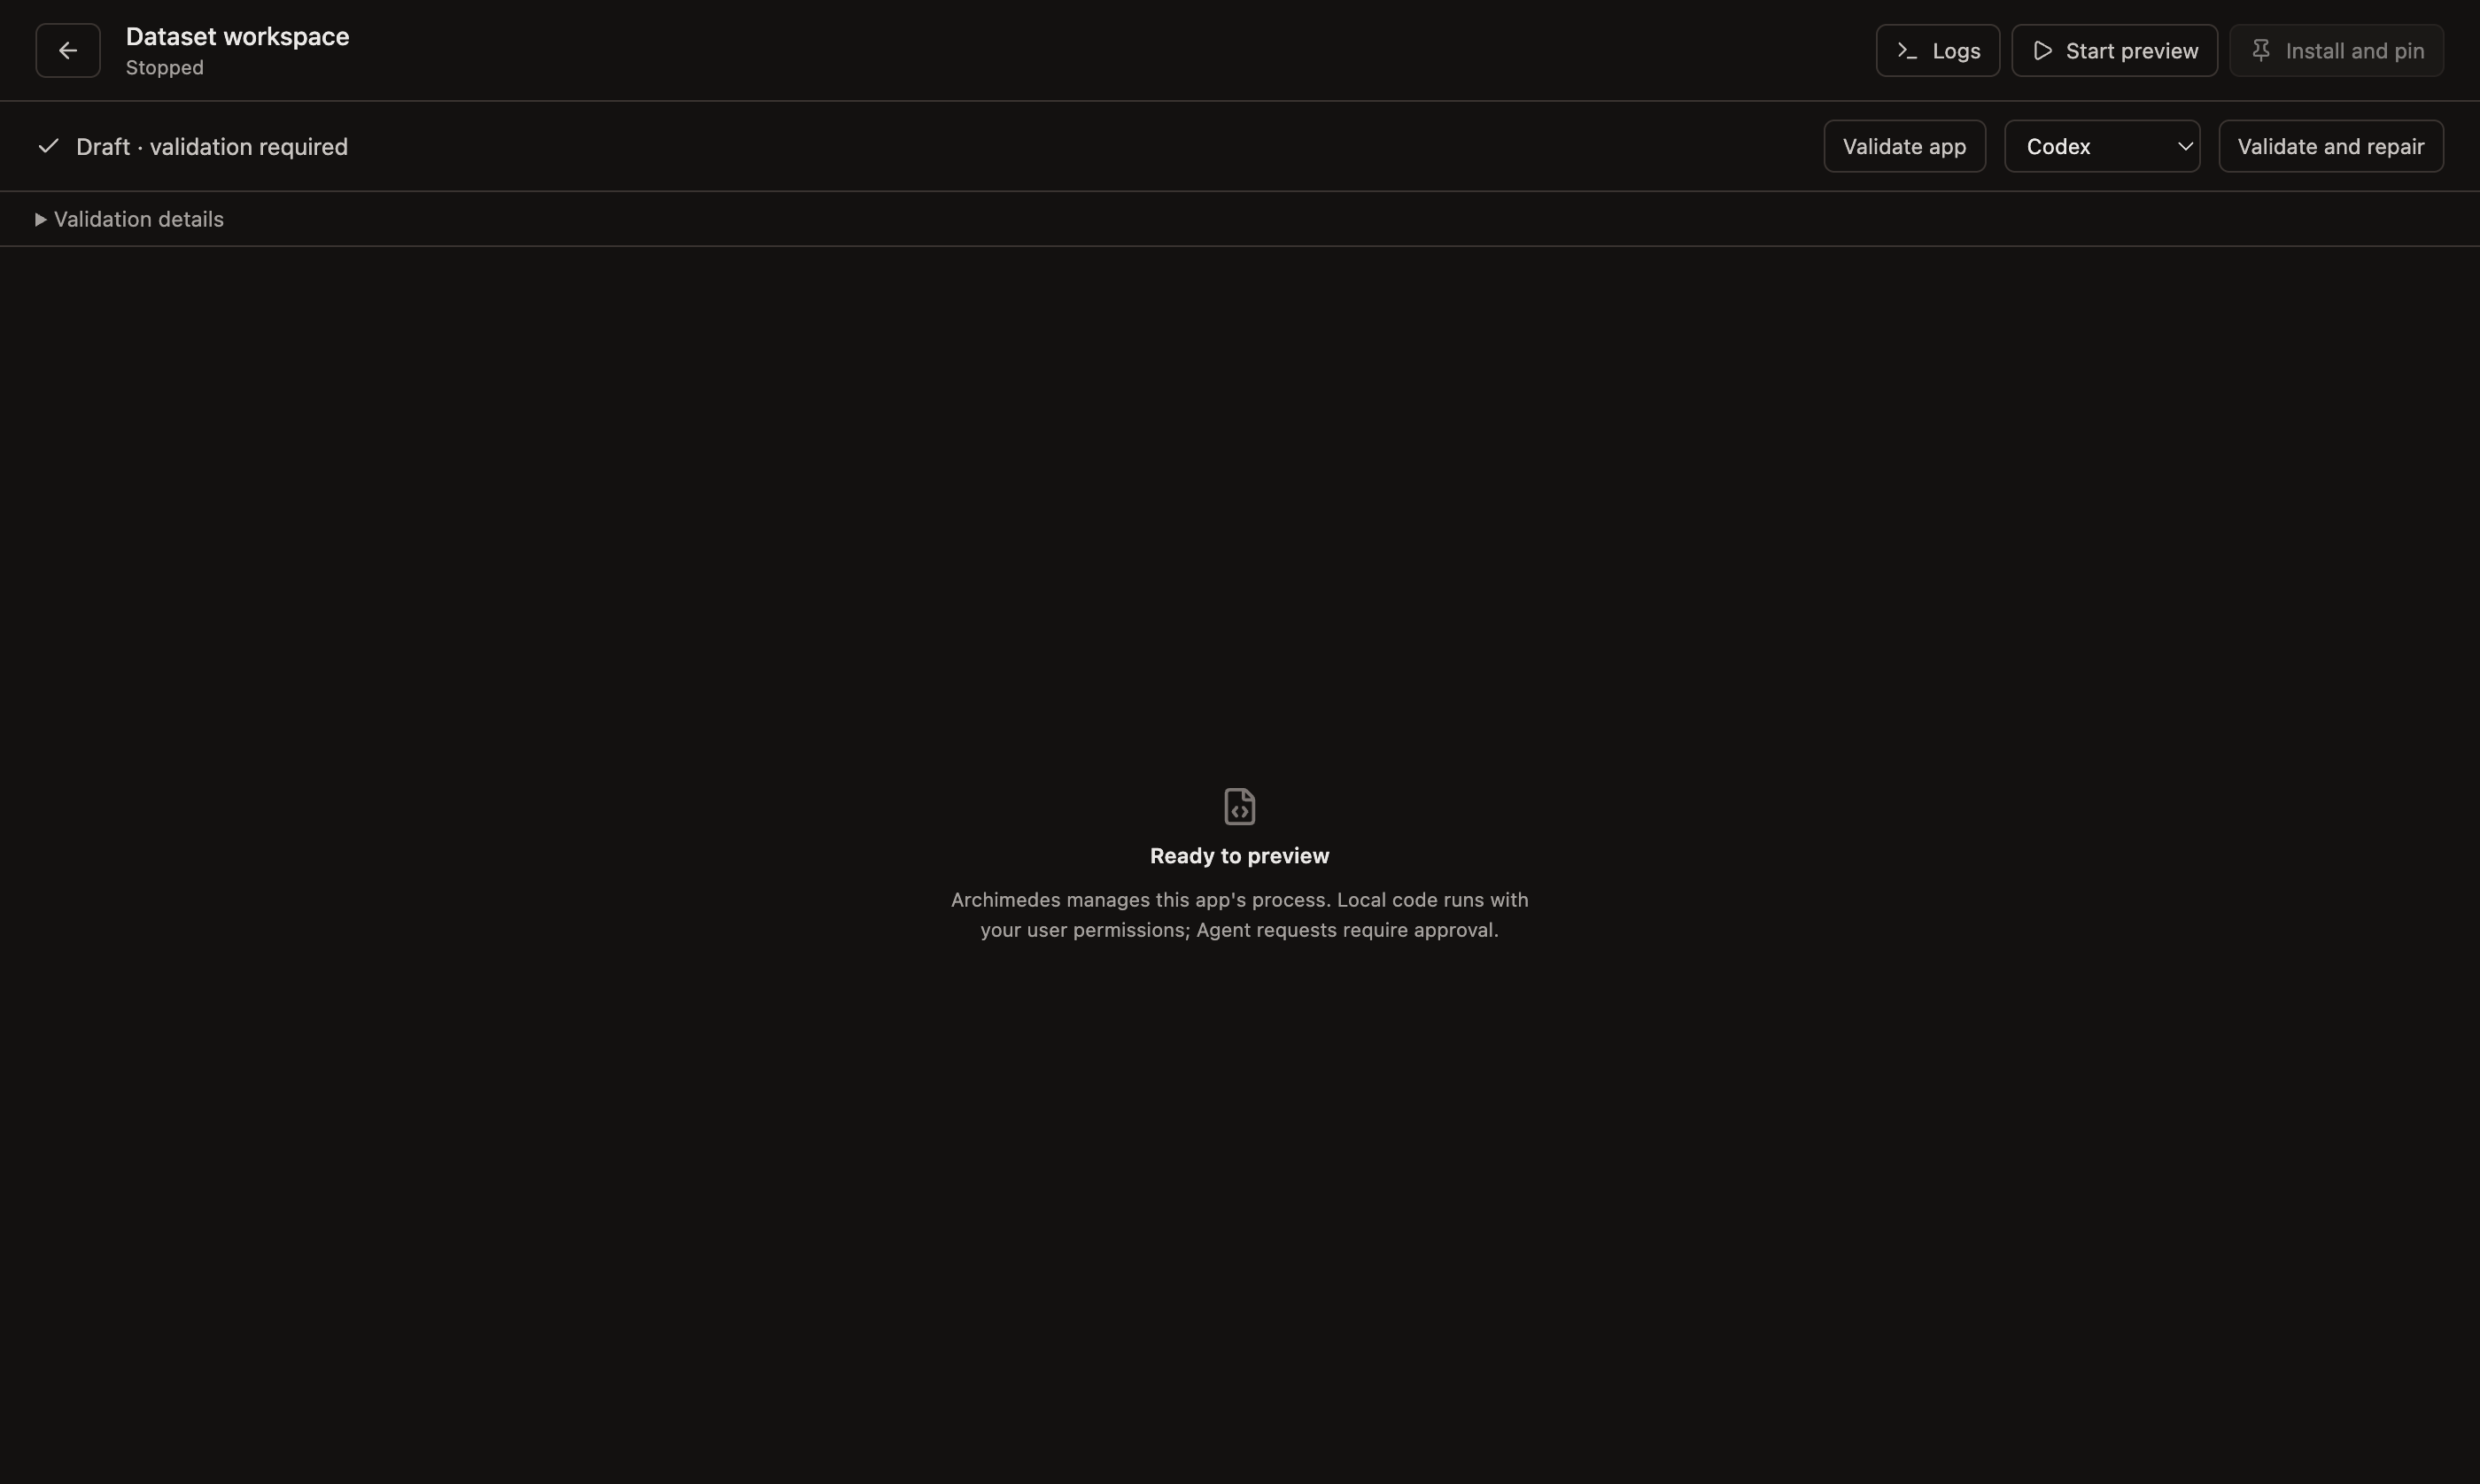 Dataset workspace
Stopped
Logs
Start preview
Install and pin
Draft · validation required
Validate app
Codex
Validate and repair
Validation details
Ready to preview
Archimedes manages this app's process. Local code runs with
your user permissions; Agent requests require approval.